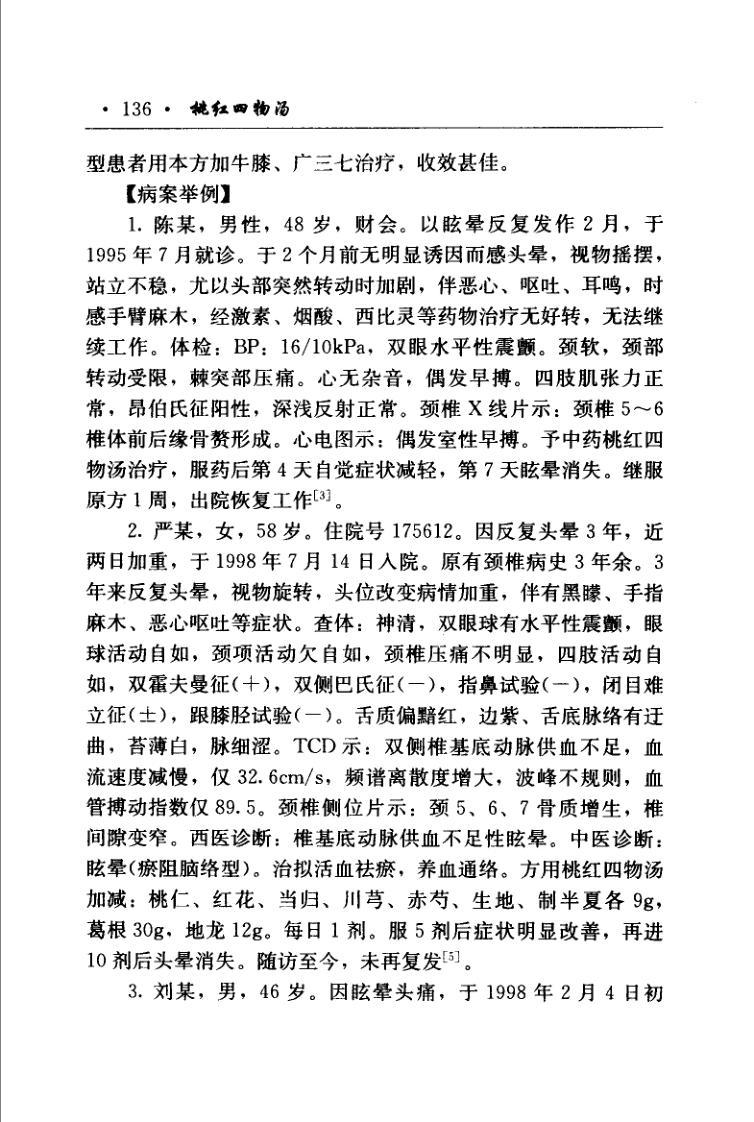 · 136 · 桃红四物汤
型患者用本方加牛膝、广三七治疗，收效甚佳。
【病案举例】
1. 陈某，男性，48 岁，财会。以眩晕反复发作 2 月，于
1995 年 7 月就诊。于 2 个月前无明显诱因而感头晕，视物摇摆，
站立不稳，尤以头部突然转动时加剧，伴恶心、呕吐、耳鸣，时
感手臂麻木，经激素、烟酸、西比灵等药物治疗无好转，无法继
续工作。体检：BP：16/10kPa，双眼水平性震颤。颈软，颈部
转动受限，棘突部压痛。心无杂音，偶发早搏。四肢肌张力正
常，昂伯氏征阳性，深浅反射正常。颈椎 X 线片示：颈椎 5～6
椎体前后缘骨赘形成。心电图示：偶发室性早搏。予中药桃红四
物汤治疗，服药后第 4 天自觉症状减轻，第 7 天眩晕消失。继服
原方 1 周，出院恢复工作[3]。
2. 严某，女，58 岁。住院号 175612。因反复头晕 3 年，近
两日加重，于 1998 年 7 月 14 日入院。原有颈椎病史 3 年余。3
年来反复头晕，视物旋转，头位改变病情加重，伴有黑矇、手指
麻木、恶心呕吐等症状。查体：神清，双眼球有水平性震颤，眼
球活动自如，颈项活动欠自如，颈椎压痛不明显，四肢活动自
如，双霍夫曼征(＋)，双侧巴氏征(－)，指鼻试验(－)，闭目难
立征(±)，跟膝胫试验(－)。舌质偏黯红，边紫、舌底脉络有迂
曲，苔薄白，脉细涩。TCD 示：双侧椎基底动脉供血不足，血
流速度减慢，仅 32.6cm/s，频谱离散度增大，波峰不规则，血
管搏动指数仅 89.5。颈椎侧位片示：颈 5、6、7 骨质增生，椎
间隙变窄。西医诊断：椎基底动脉供血不足性眩晕。中医诊断：
眩晕(瘀阻脑络型)。治拟活血祛瘀，养血通络。方用桃红四物汤
加减：桃仁、红花、当归、川芎、赤芍、生地、制半夏各 9g，
葛根 30g，地龙 12g。每日 1 剂。服 5 剂后症状明显改善，再进
10 剂后头晕消失。随访至今，未再复发[5]。
3. 刘某，男，46 岁。因眩晕头痛，于 1998 年 2 月 4 日初